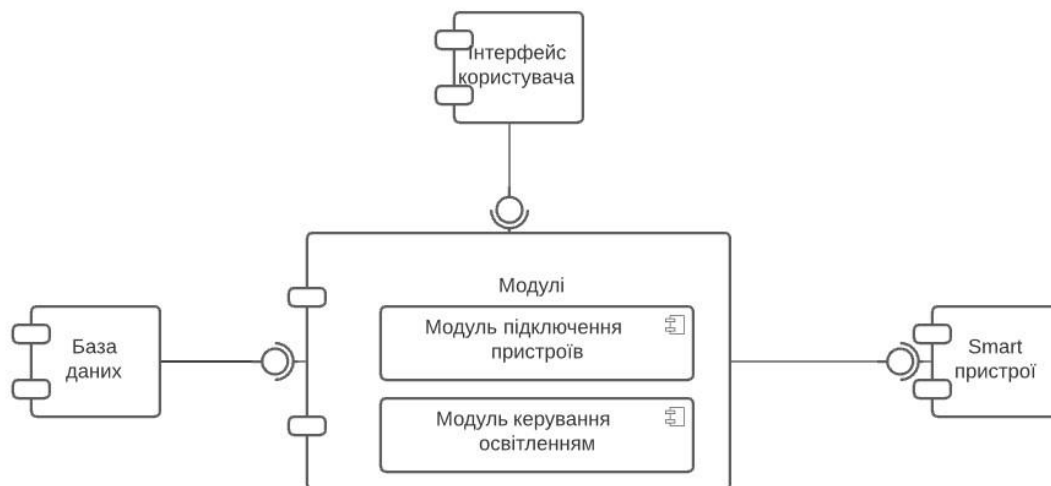 Інтерфейс
користувача
Модулі
Модуль підключення
пристроїв
База
даних
Smart
пристрої
Модуль керування
освітленням